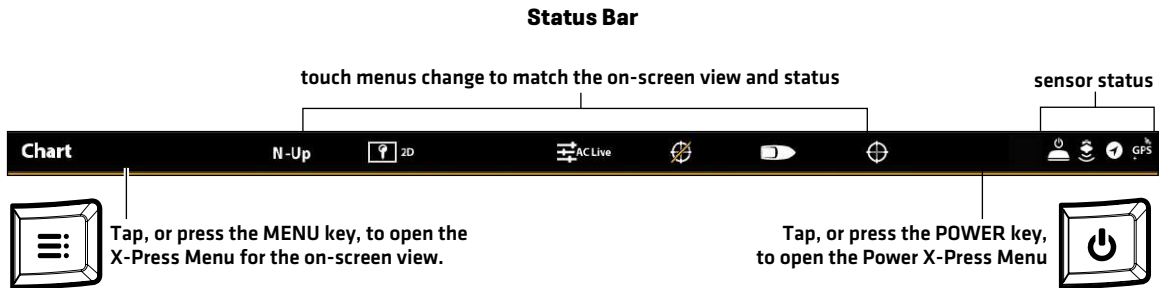 Status Bar
touch menus change to match the on-screen view and status
sensor status
Chart
N-Up
2D
AC Live
GPS
Tap, or press the MENU key, to open the
X-Press Menu for the on-screen view.
Tap, or press the POWER key,
to open the Power X-Press Menu